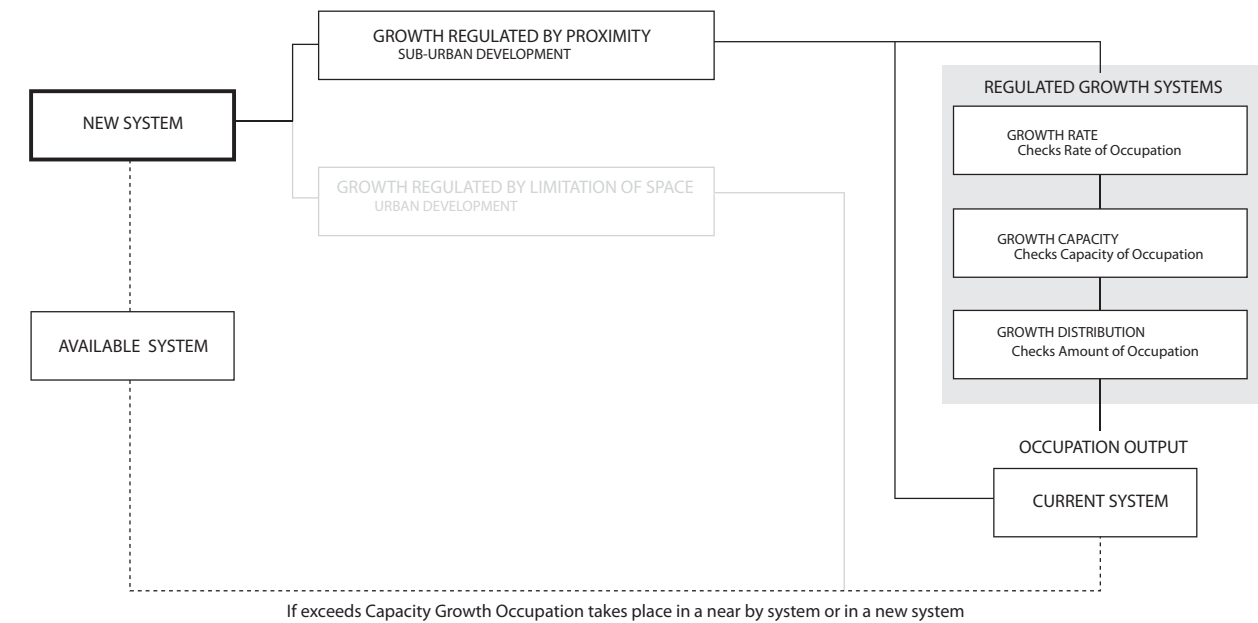 GROWTH REGULATED BY PROXIMITY
SUB-URBAN DEVELOPMENT
NEW SYSTEM
GROWTH REGULATED BY LIMITATION OF SPACE
URBAN DEVELOPMENT
AVAILABLE SYSTEM
REGULATED GROWTH SYSTEMS
GROWTH RATE
Checks Rate of Occupation
GROWTH CAPACITY
Checks Capacity of Occupation
GROWTH DISTRIBUTION
Checks Amount of Occupation
OCCUPATION OUTPUT
CURRENT SYSTEM
If exceeds Capacity Growth Occupation takes place in a near by system or in a new system